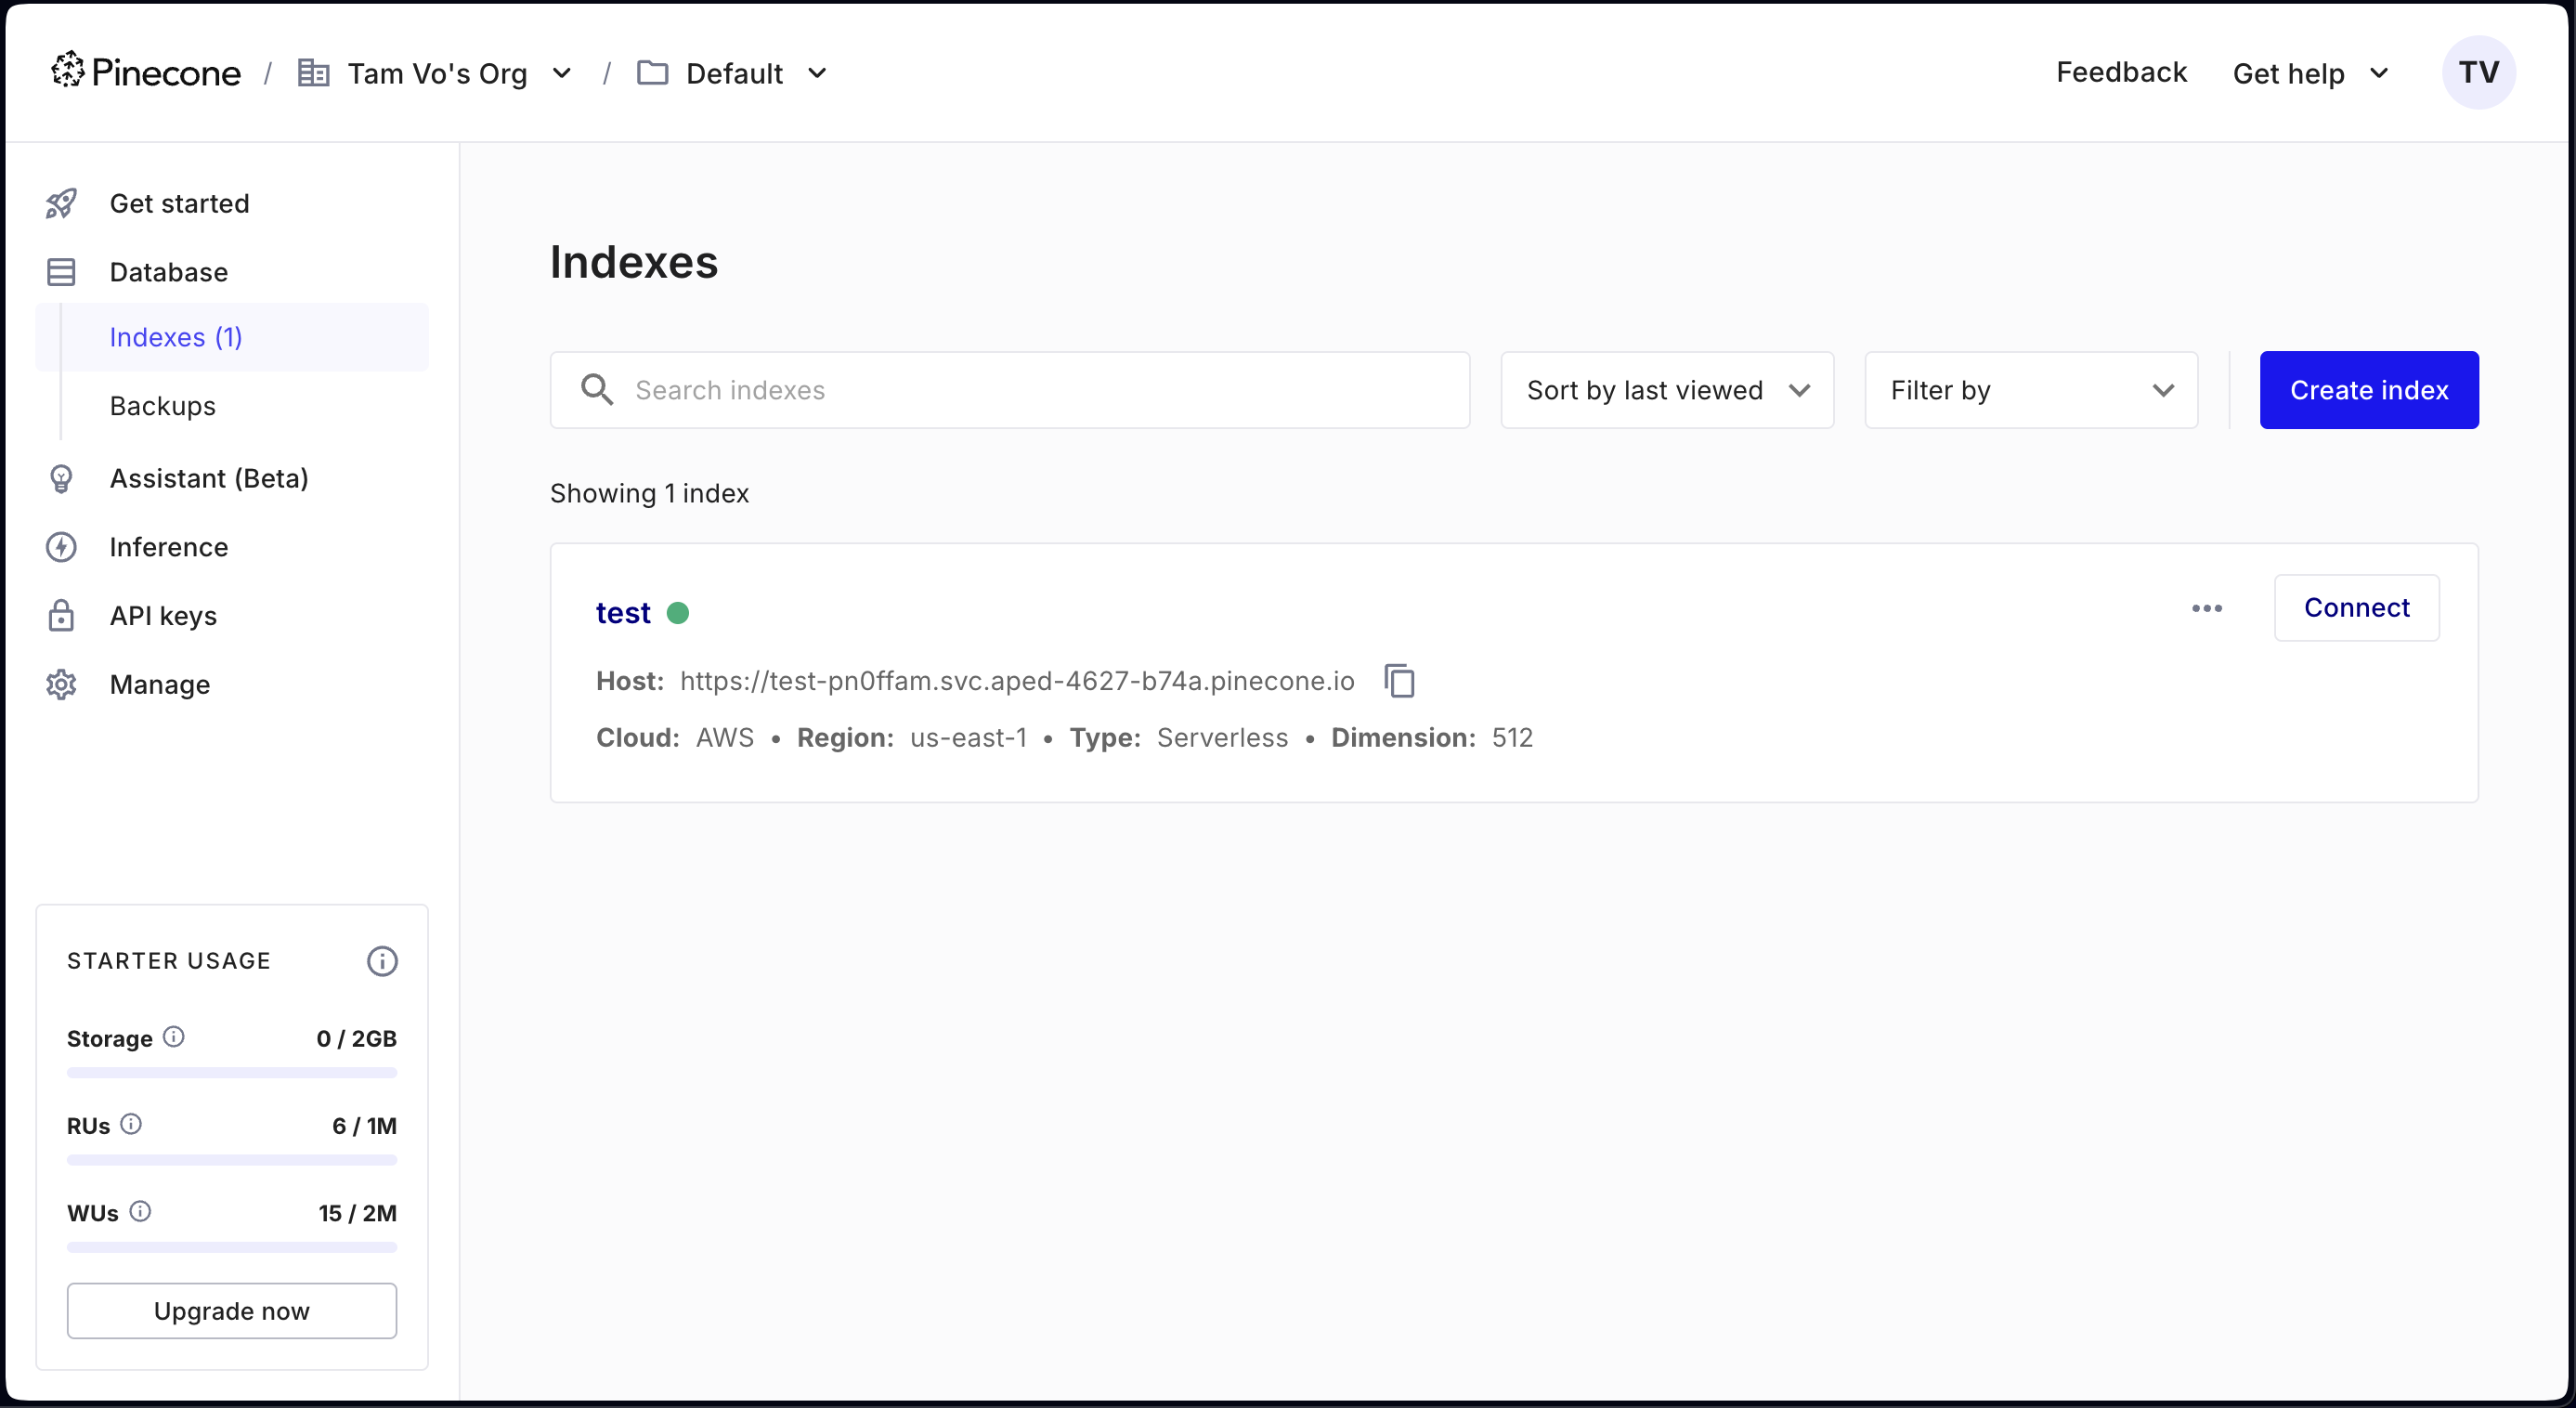 Pinecone / Tam Vo's Org / Default Feedback Get help TV
Get started
Database
Indexes (1)
Backups
Assistant (Beta)
Inference
API keys
Manage
STARTER USAGE
Storage 0 / 2GB
RUs 6 / 1M
WUs 15 / 2M
Upgrade now
Indexes
Search indexes Sort by last viewed Filter by Create index
Showing 1 index
test Connect
Host: https://test-pn0ffam.svc.aped-4627-b74a.pinecone.io
Cloud: AWS • Region: us-east-1 • Type: Serverless • Dimension: 512